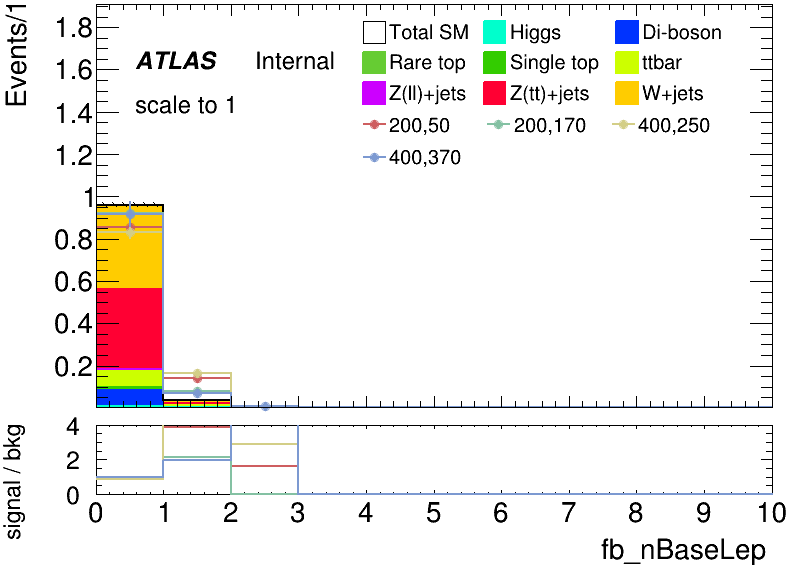 Events/1
1.8
1.6
1.4
1.2
1
0.8
0.6
0.4
0.2
ATLAS Internal
scale to 1
Total SM Higgs Di-boson
Rare top Single top ttbar
Z(ll)+jets Z(tt)+jets W+jets
200,50 200,170 400,250
400,370
signal / bkg
4
2
0
0 1 2 3 4 5 6 7 8 9 10
fb_nBaseLep